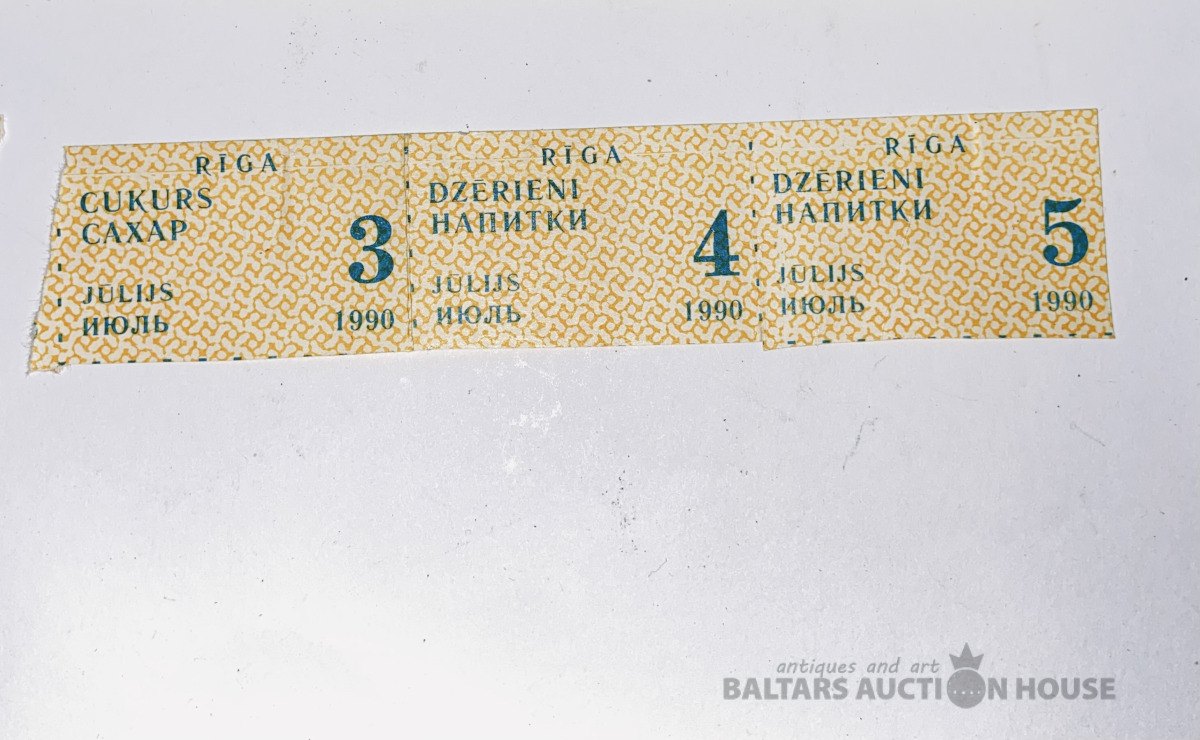 RĪGA
CUKURS
САХАР
3
JŪLIJS
ИЮЛЬ
1990
RĪGA
DZĒRIENI
НАПИТКИ
4
JŪLIJS
ИЮЛЬ
1990
RĪGA
DZĒRIENI
НАПИТКИ
5
JŪLIJS
ИЮЛЬ
1990
antiques and art
BALTARS AUCTION HOUSE